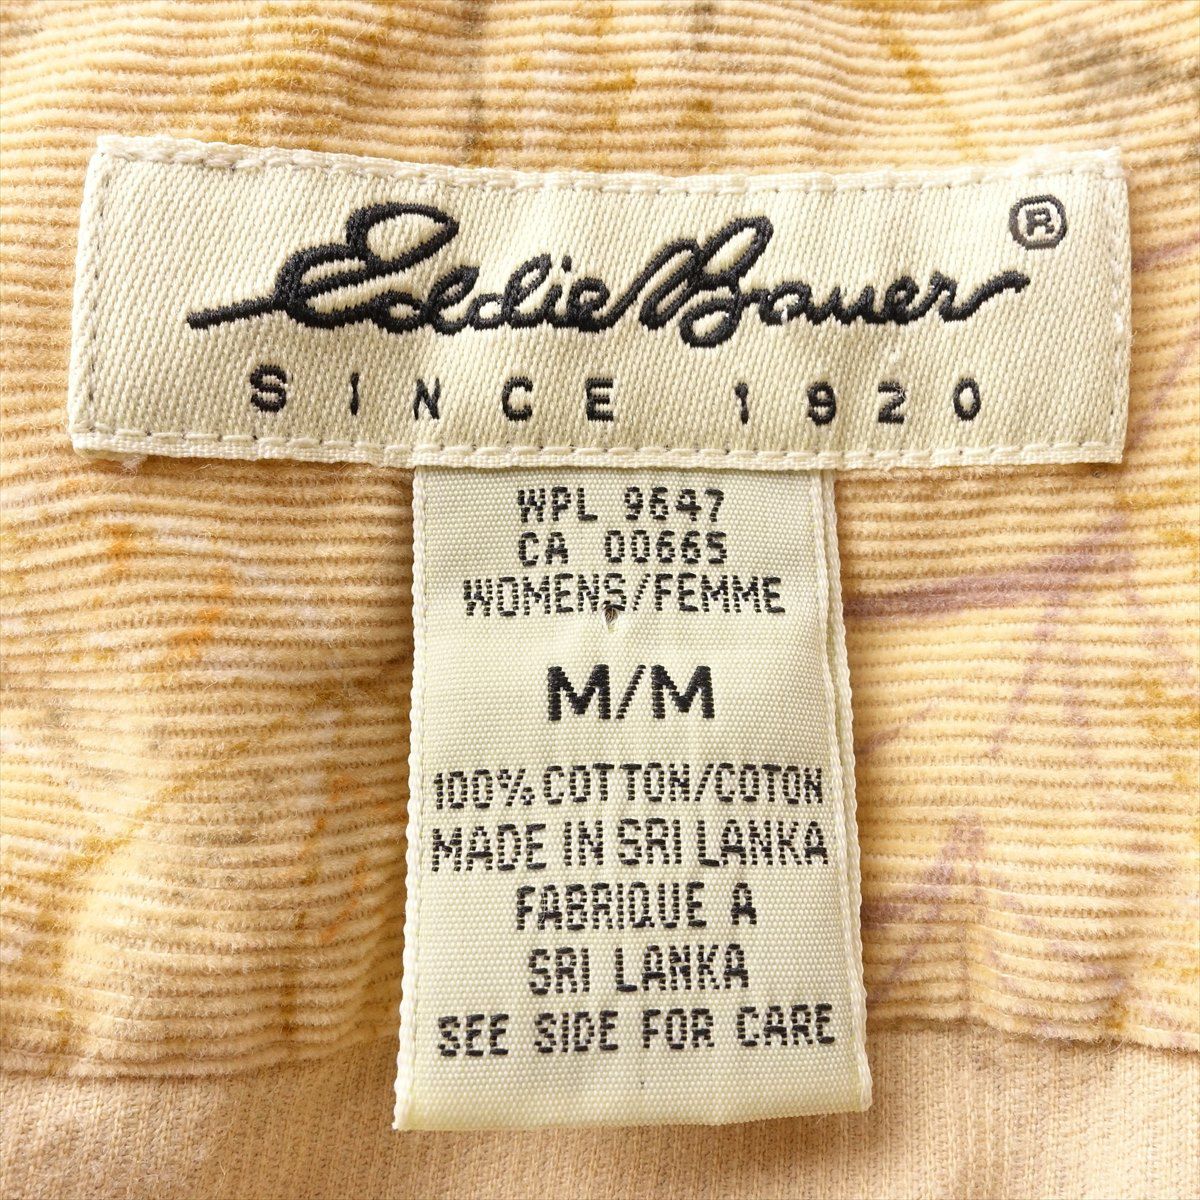 Eddie Bauer ®
SINCE 1920
WPL 9647
CA 00665
WOMENS/FEMME
M/M
100% COTTON/COTON
MADE IN SRI LANKA
FABRIQUE A
SRI LANKA
SEE SIDE FOR CARE